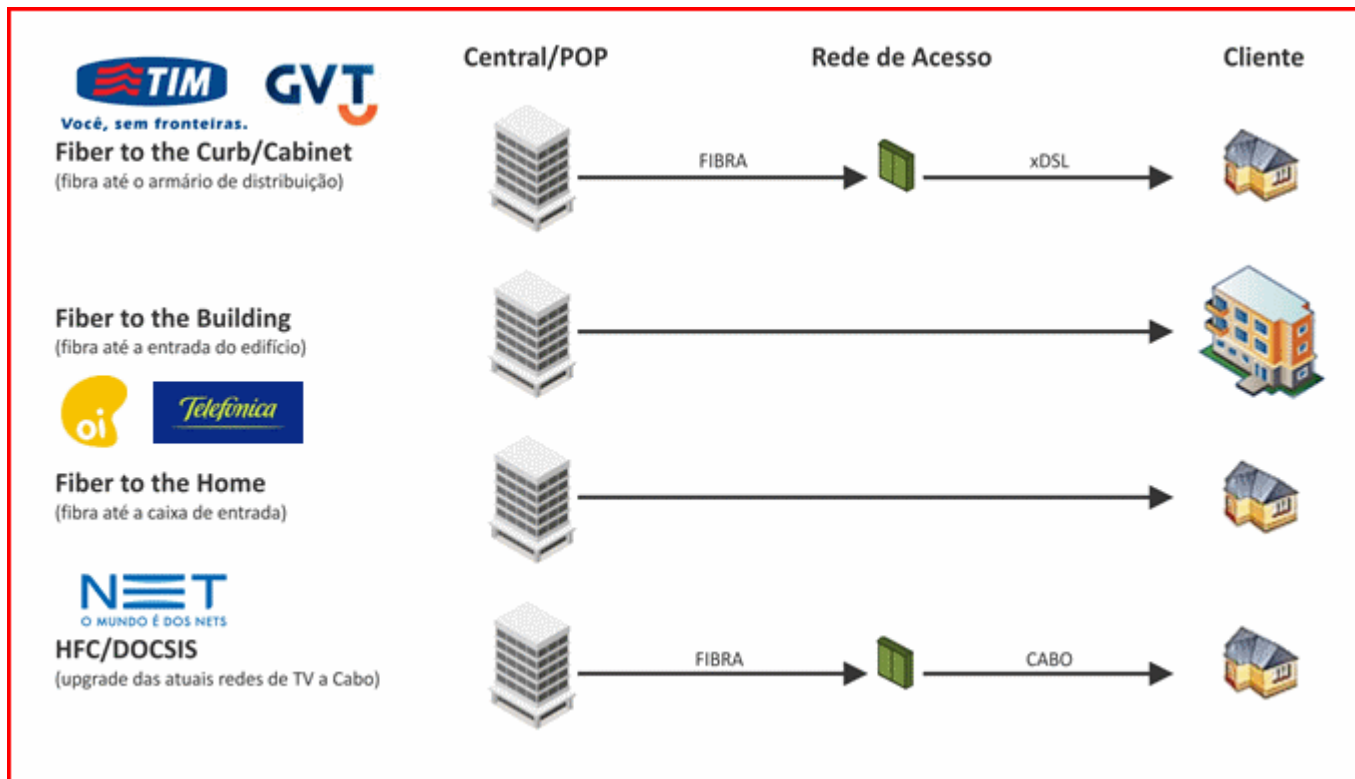 Central/POP
Rede de Acesso
Cliente
TIM
GVT
Você, sem fronteiras.
Fiber to the Curb/Cabinet
(fibra até o armário de distribuição)
FIBRA
xDSL
Fiber to the Building
(fibra até a entrada do edifício)
oi
Telefónica
Fiber to the Home
(fibra até a caixa de entrada)
NET
O MUNDO É DOS NETS
HFC/DOCSIS
(upgrade das atuais redes de TV a Cabo)
FIBRA
CABO